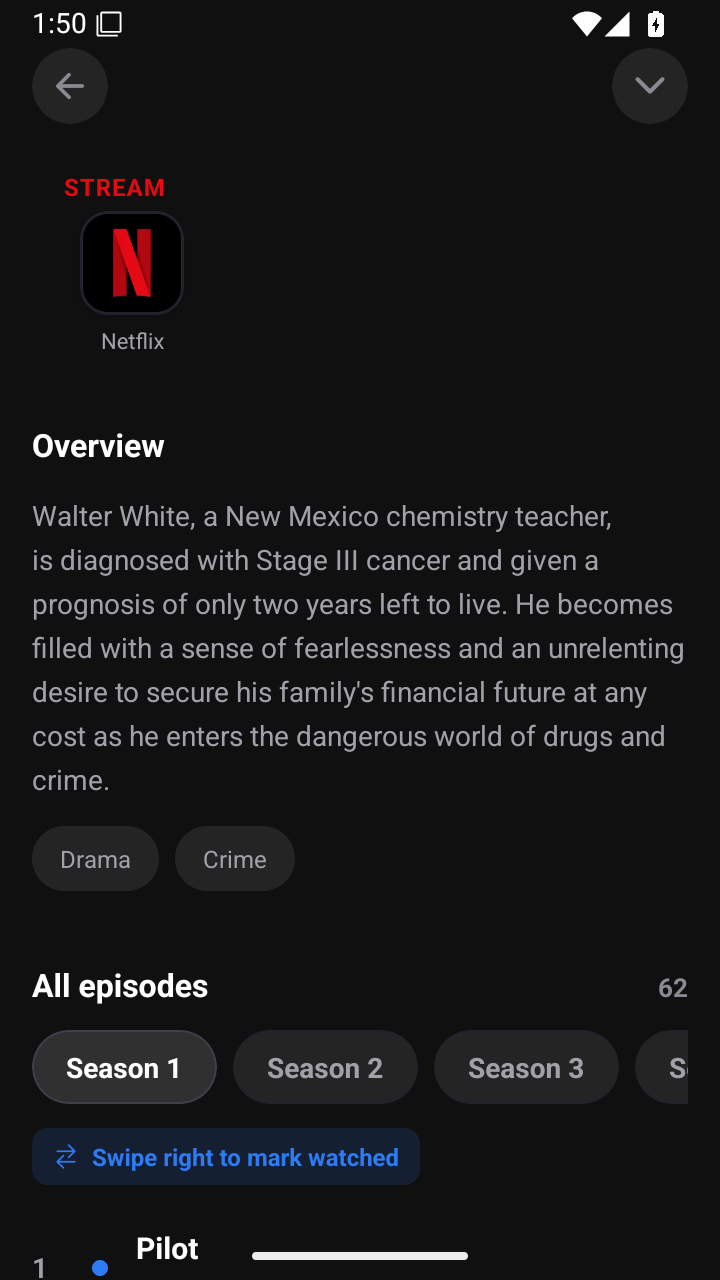 1:50
STREAM
Netflix
Overview
Walter White, a New Mexico chemistry teacher,
is diagnosed with Stage III cancer and given a
prognosis of only two years left to live. He becomes
filled with a sense of fearlessness and an unrelenting
desire to secure his family's financial future at any
cost as he enters the dangerous world of drugs and
crime.
Drama Crime
All episodes 62
Season 1 Season 2 Season 3
Swipe right to mark watched
1 Pilot